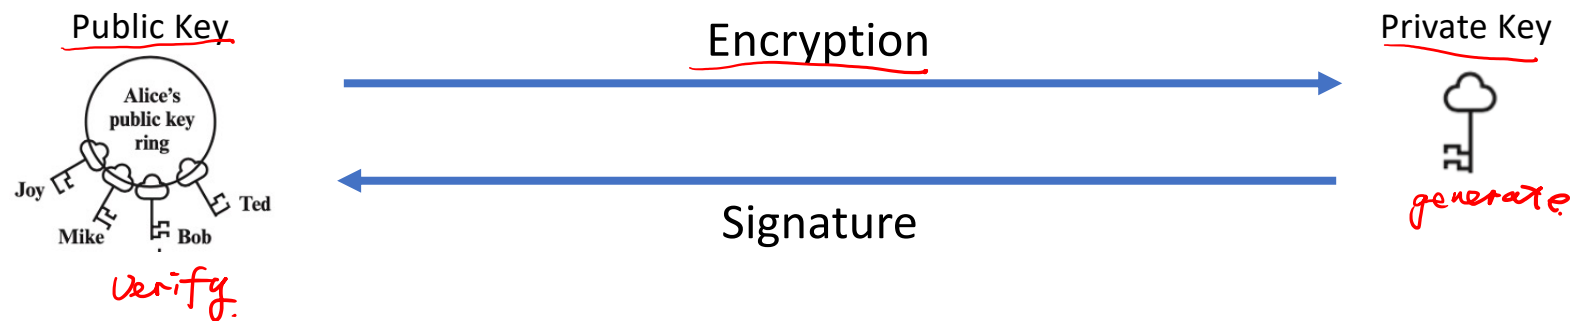 Public Key
Encryption
Private Key
Alice's
public key
ring
Joy
Mike
Bob
Ted
Signature
generate.
verify.